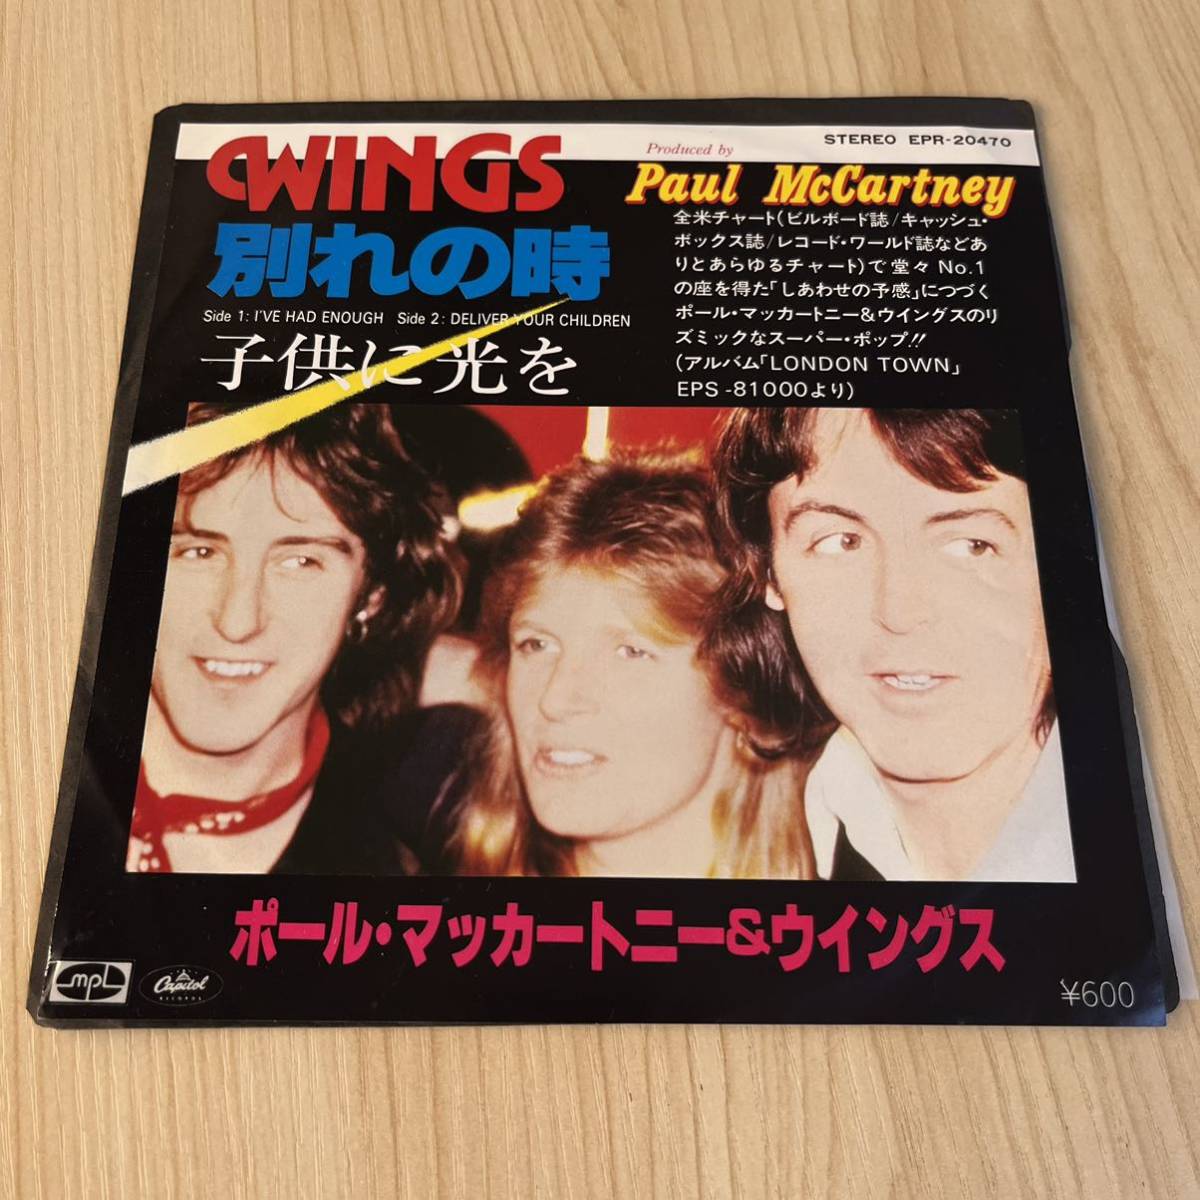 STEREO EPR-20470
WINGS
Produced by
Paul McCartney
別れの時
Side 1: I'VE HAD ENOUGH Side 2: DELIVER YOUR CHILDREN
子供に光を
全米チャート(ビルボード誌/キャッシュ・
ボックス誌/レコード・ワールド誌などあ
りとあらゆるチャート)で堂々No.1
の座を得た「しあわせの予感」につづく
ポール・マッカートニー&ウイングスのリ
ズミックなスーパー・ポップ!!
(アルバム「LONDON TOWN」
EPS-81000より)
ポール・マッカートニー&ウイングス
mpl
Capitol
RECORDS
¥600